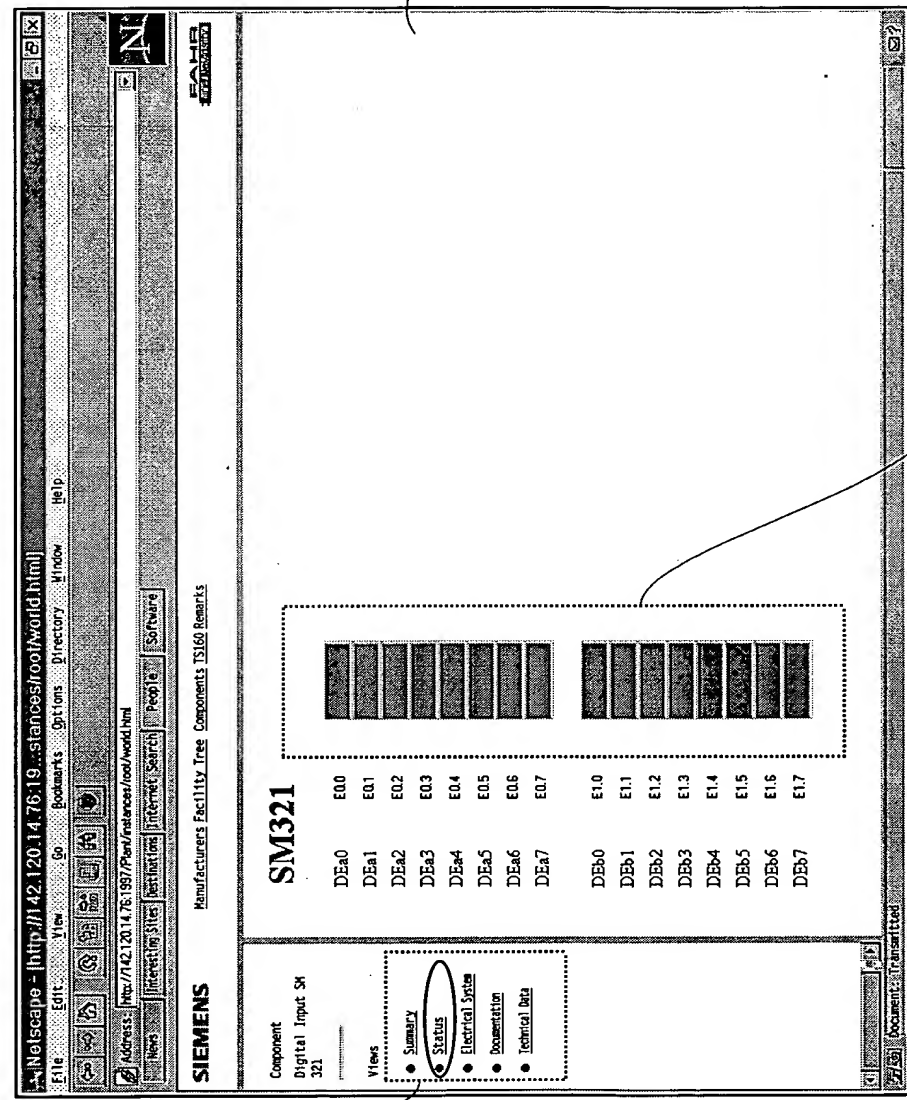 Netscape - [http://142.120.14.76:19...stances/root/world.html]
File Edit View Go Bookmarks Options Directory Window Help
Address: http://142.120.14.76:1997/Plant/instances/root/world.html
News Interesting Sites Destinations Internet Search People Software
N
SIEMENS
Manufacturers Facility Tree Components TS160 Remarks
FAHR
Component
Digital Input SM
321
Views
Summary
Status
Electrical System
Documentation
Technical Data
SM321
DEa0 E0.0
DEa1 E0.1
DEa2 E0.2
DEa3 E0.3
DEa4 E0.4
DEa5 E0.5
DEa6 E0.6
DEa7 E0.7
DEb0 E1.0
DEb1 E1.1
DEb2 E1.2
DEb3 E1.3
DEb4 E1.4
DEb5 E1.5
DEb6 E1.6
DEb7 E1.7
Document: Transmitted